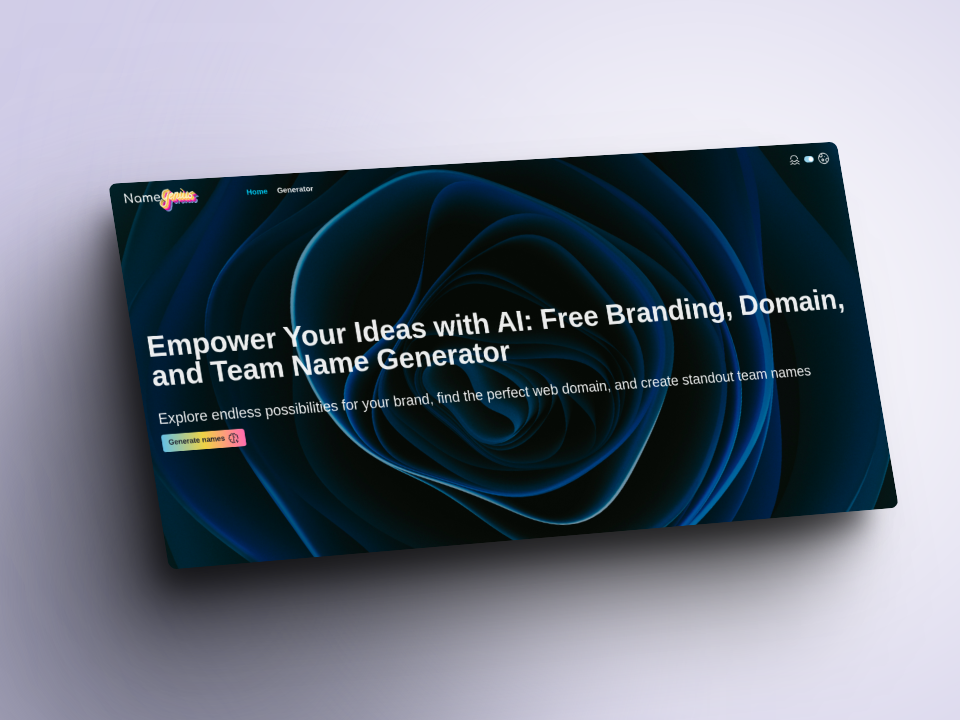 NameGenius
Home Generator
Empower Your Ideas with AI: Free Branding, Domain,
and Team Name Generator
Explore endless possibilities for your brand, find the perfect web domain, and create standout team names
Generate names